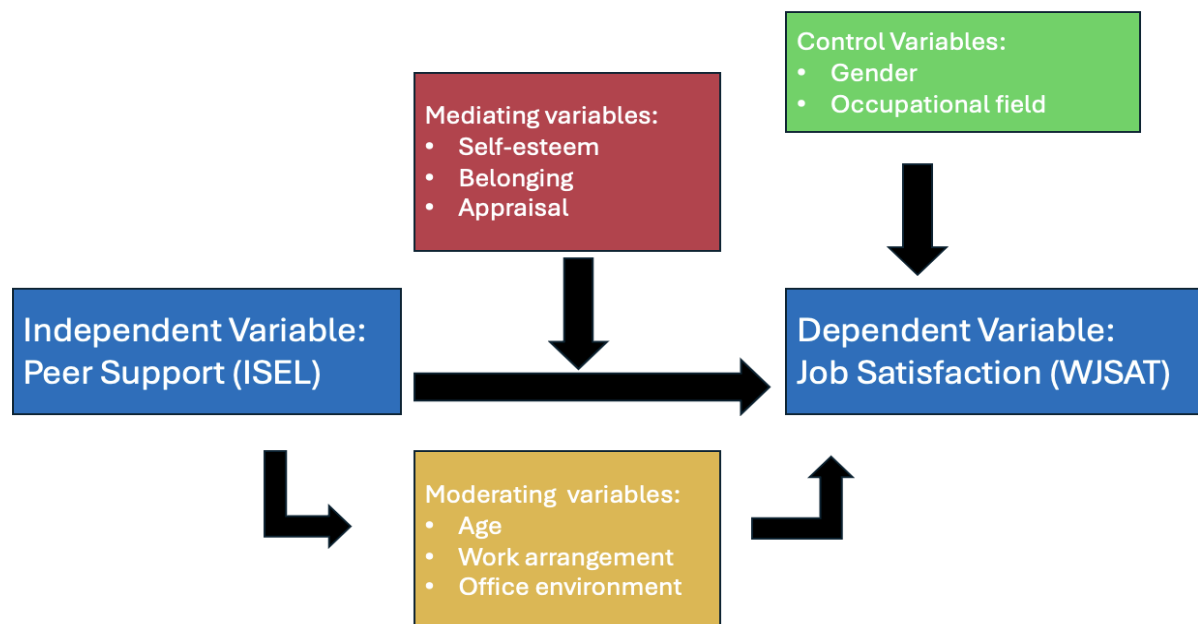 Control Variables:
• Gender
• Occupational field
Mediating variables:
• Self-esteem
• Belonging
• Appraisal
Independent Variable:
Peer Support (ISEL)
Dependent Variable:
Job Satisfaction (WJSAT)
Moderating variables:
• Age
• Work arrangement
• Office environment